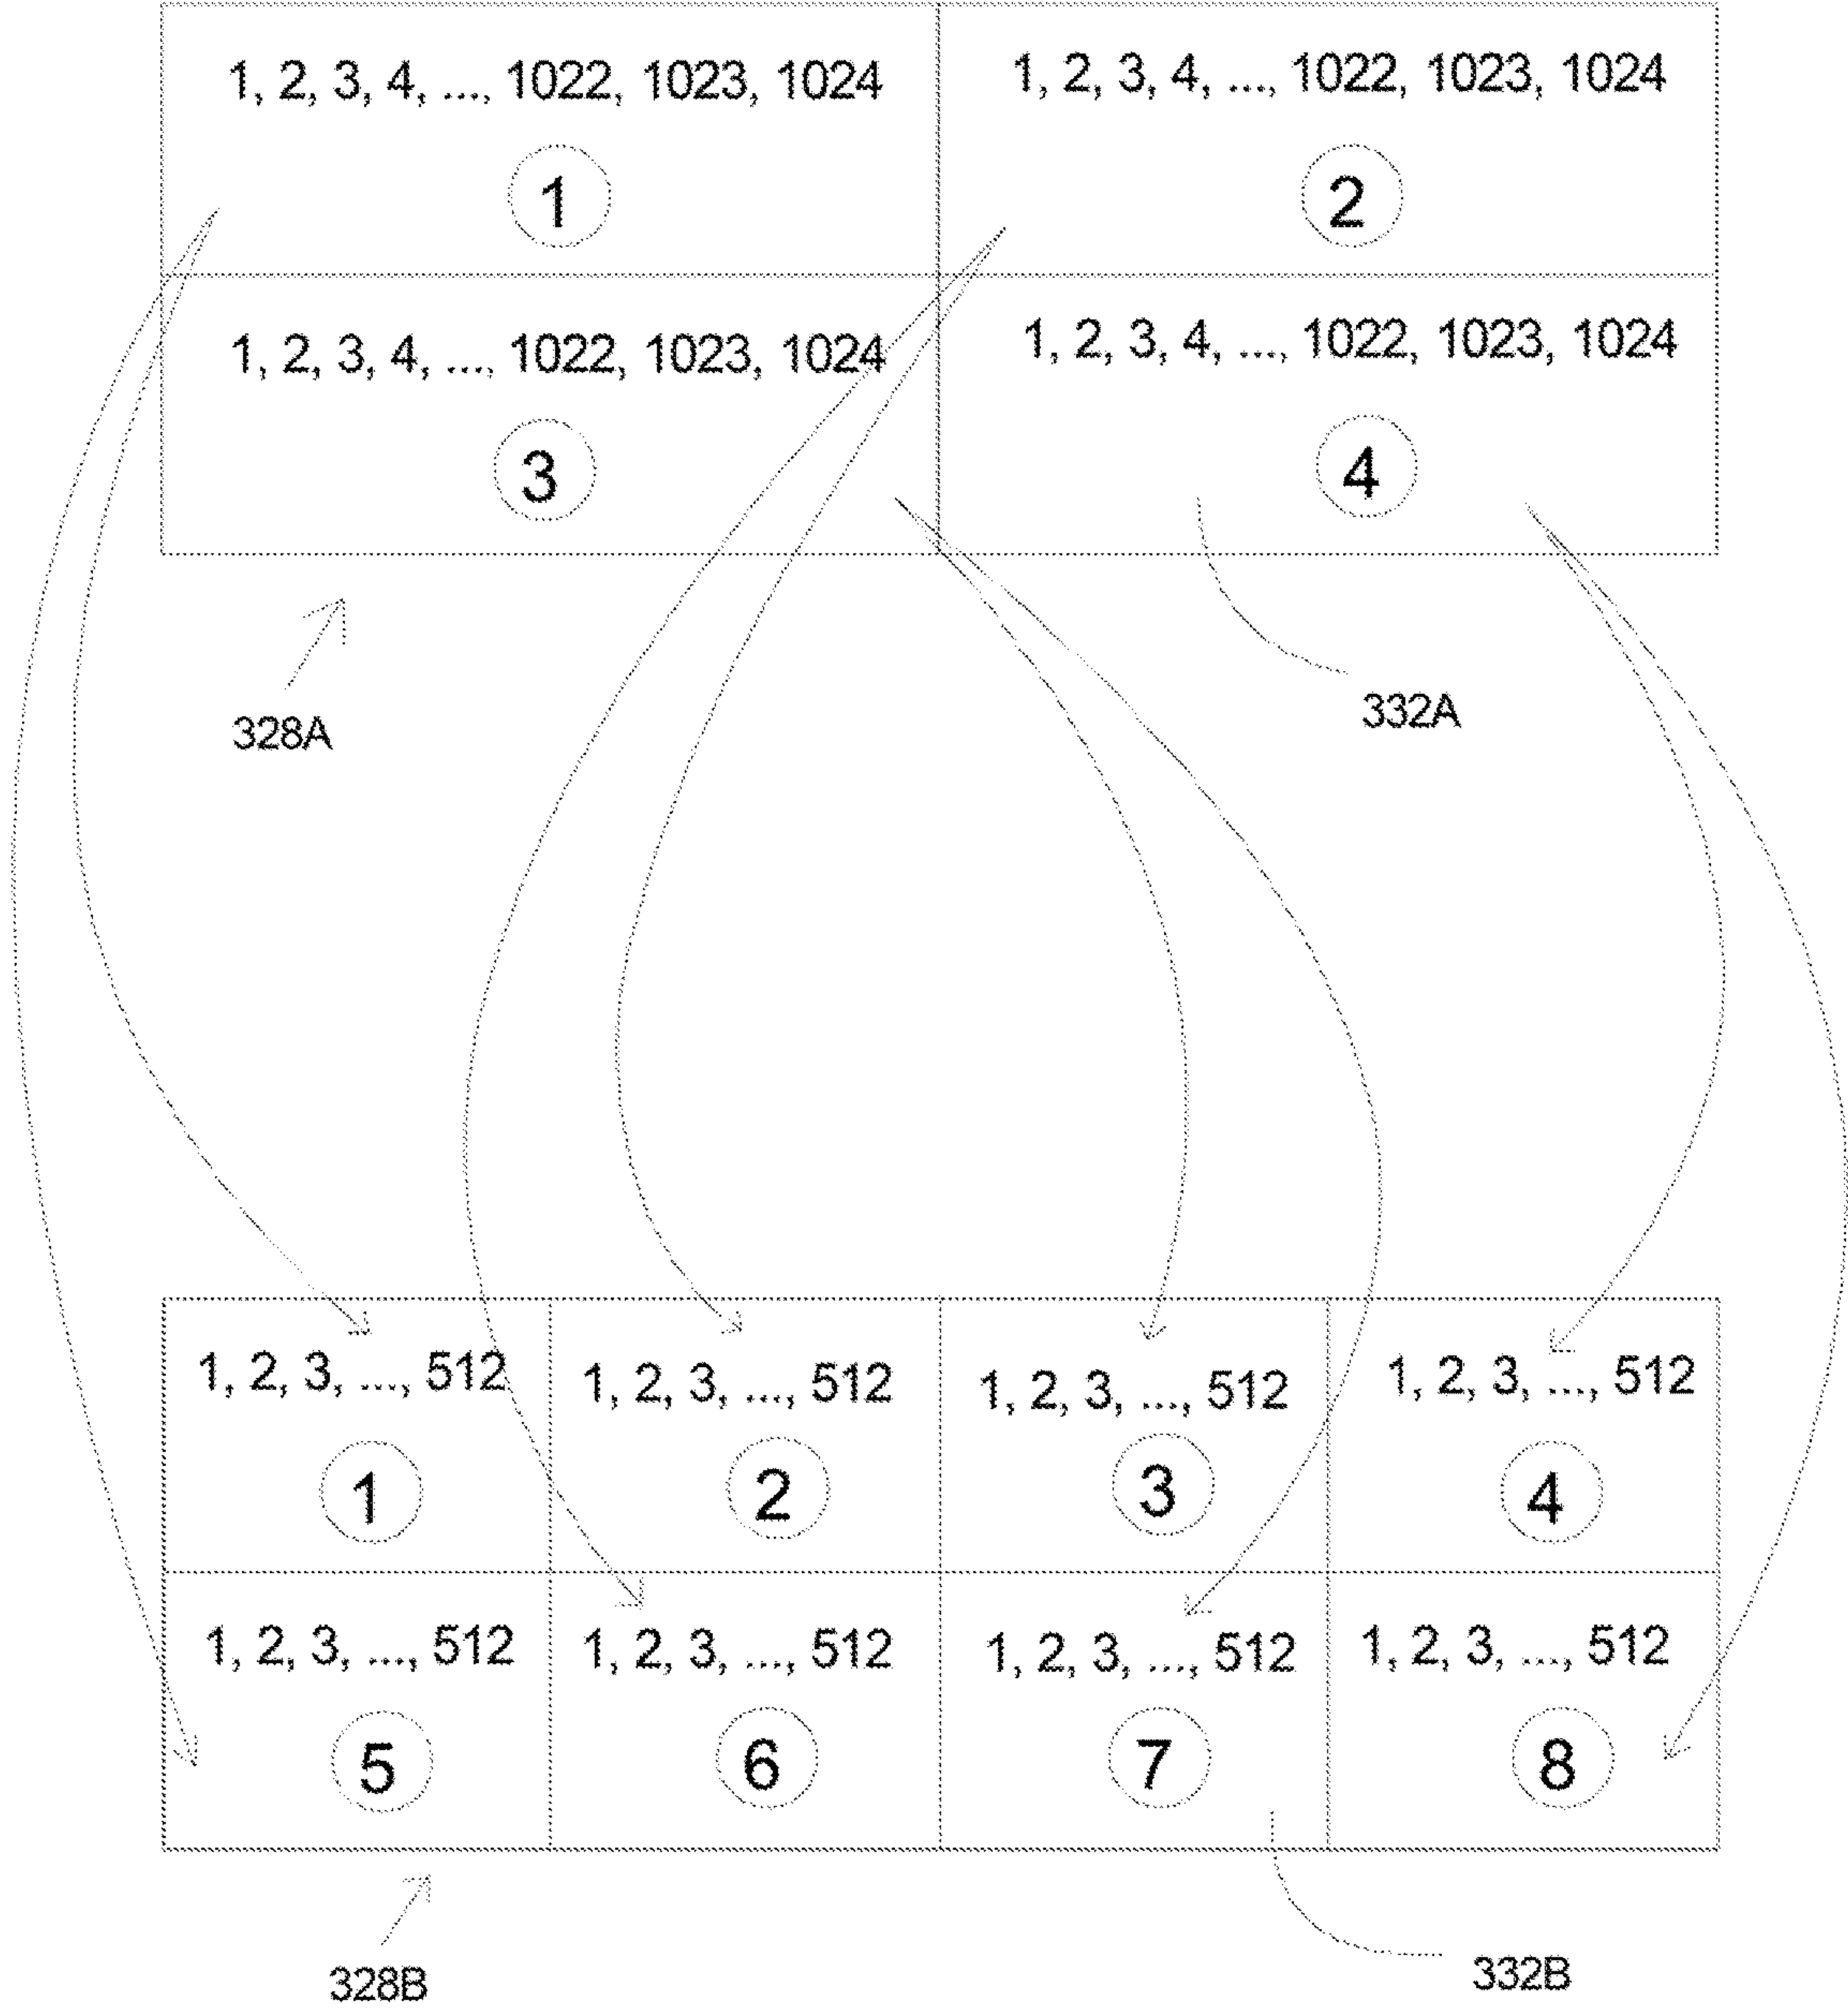 1, 2, 3, 4, ..., 1022, 1023, 1024
1
1, 2, 3, 4, ..., 1022, 1023, 1024
2
1, 2, 3, 4, ..., 1022, 1023, 1024
3
1, 2, 3, 4, ..., 1022, 1023, 1024
4
328A
332A
1, 2, 3, ..., 512
1
1, 2, 3, ..., 512
2
1, 2, 3, ..., 512
3
1, 2, 3, ..., 512
4
1, 2, 3, ..., 512
5
1, 2, 3, ..., 512
6
1, 2, 3, ..., 512
7
1, 2, 3, ..., 512
8
328B
332B